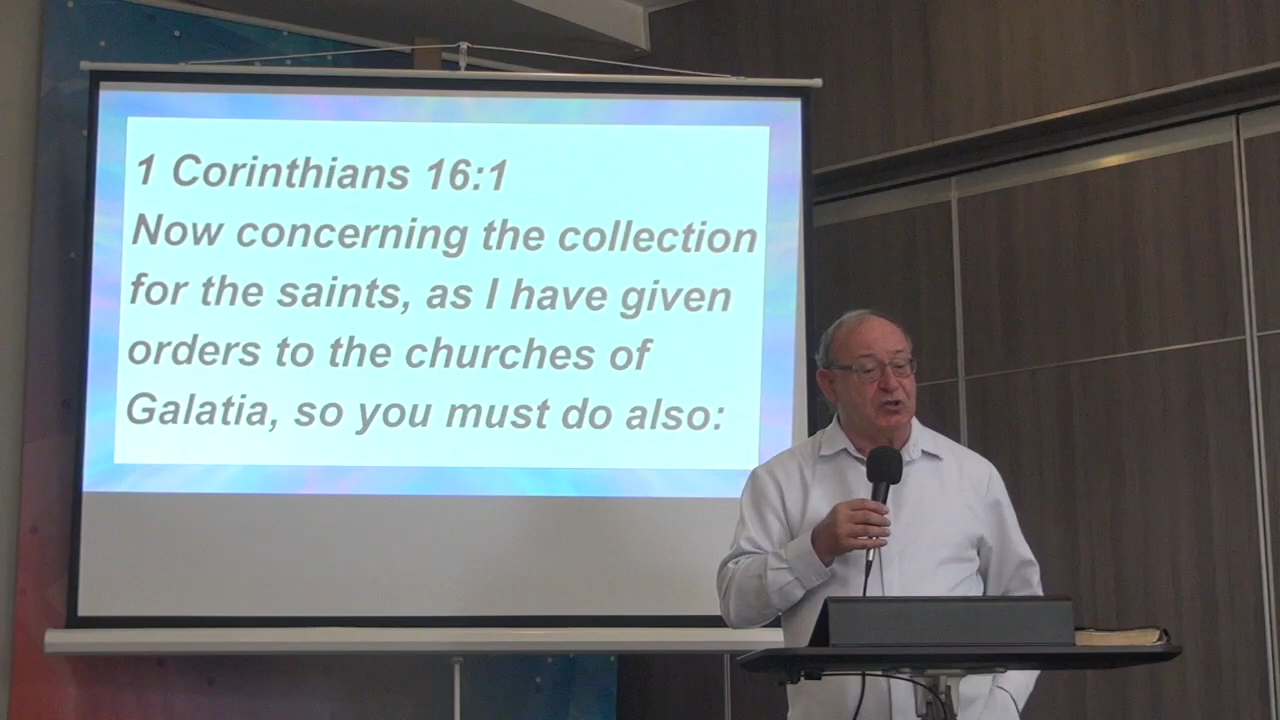 1 Corinthians 16:1
Now concerning the collection
for the saints, as I have given
orders to the churches of
Galatia, so you must do also: